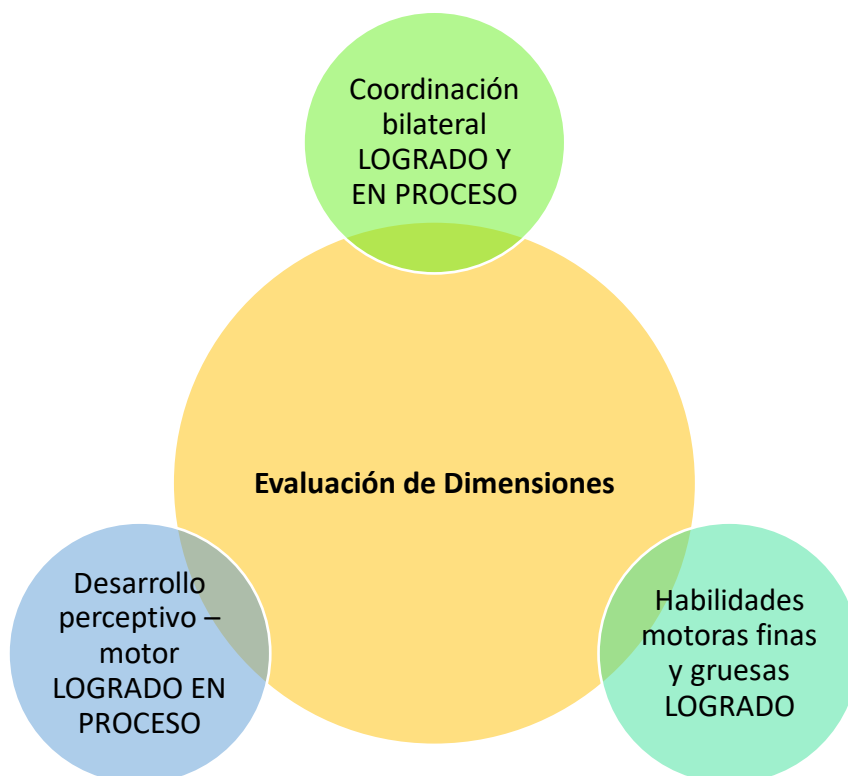 Coordinación
bilateral
LOGRADO Y
EN PROCESO
Evaluación de Dimensiones
Desarrollo
perceptivo –
motor
LOGRADO EN
PROCESO
Habilidades
motoras finas
y gruesas
LOGRADO